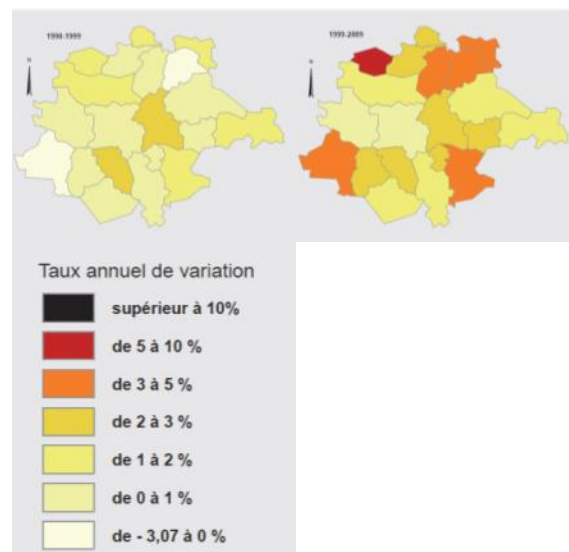 1990-1999
1999-2009
N
N
Taux annuel de variation
supérieur à 10%
de 5 à 10 %
de 3 à 5 %
de 2 à 3 %
de 1 à 2 %
de 0 à 1 %
de - 3,07 à 0 %